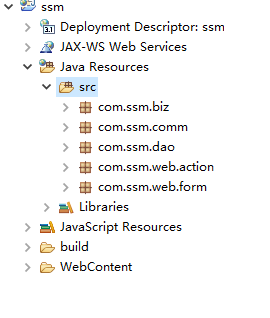 ssm
Deployment Descriptor: ssm
JAX-WS Web Services
Java Resources
src
com.ssm.biz
com.ssm.comm
com.ssm.dao
com.ssm.web.action
com.ssm.web.form
Libraries
JavaScript Resources
build
WebContent